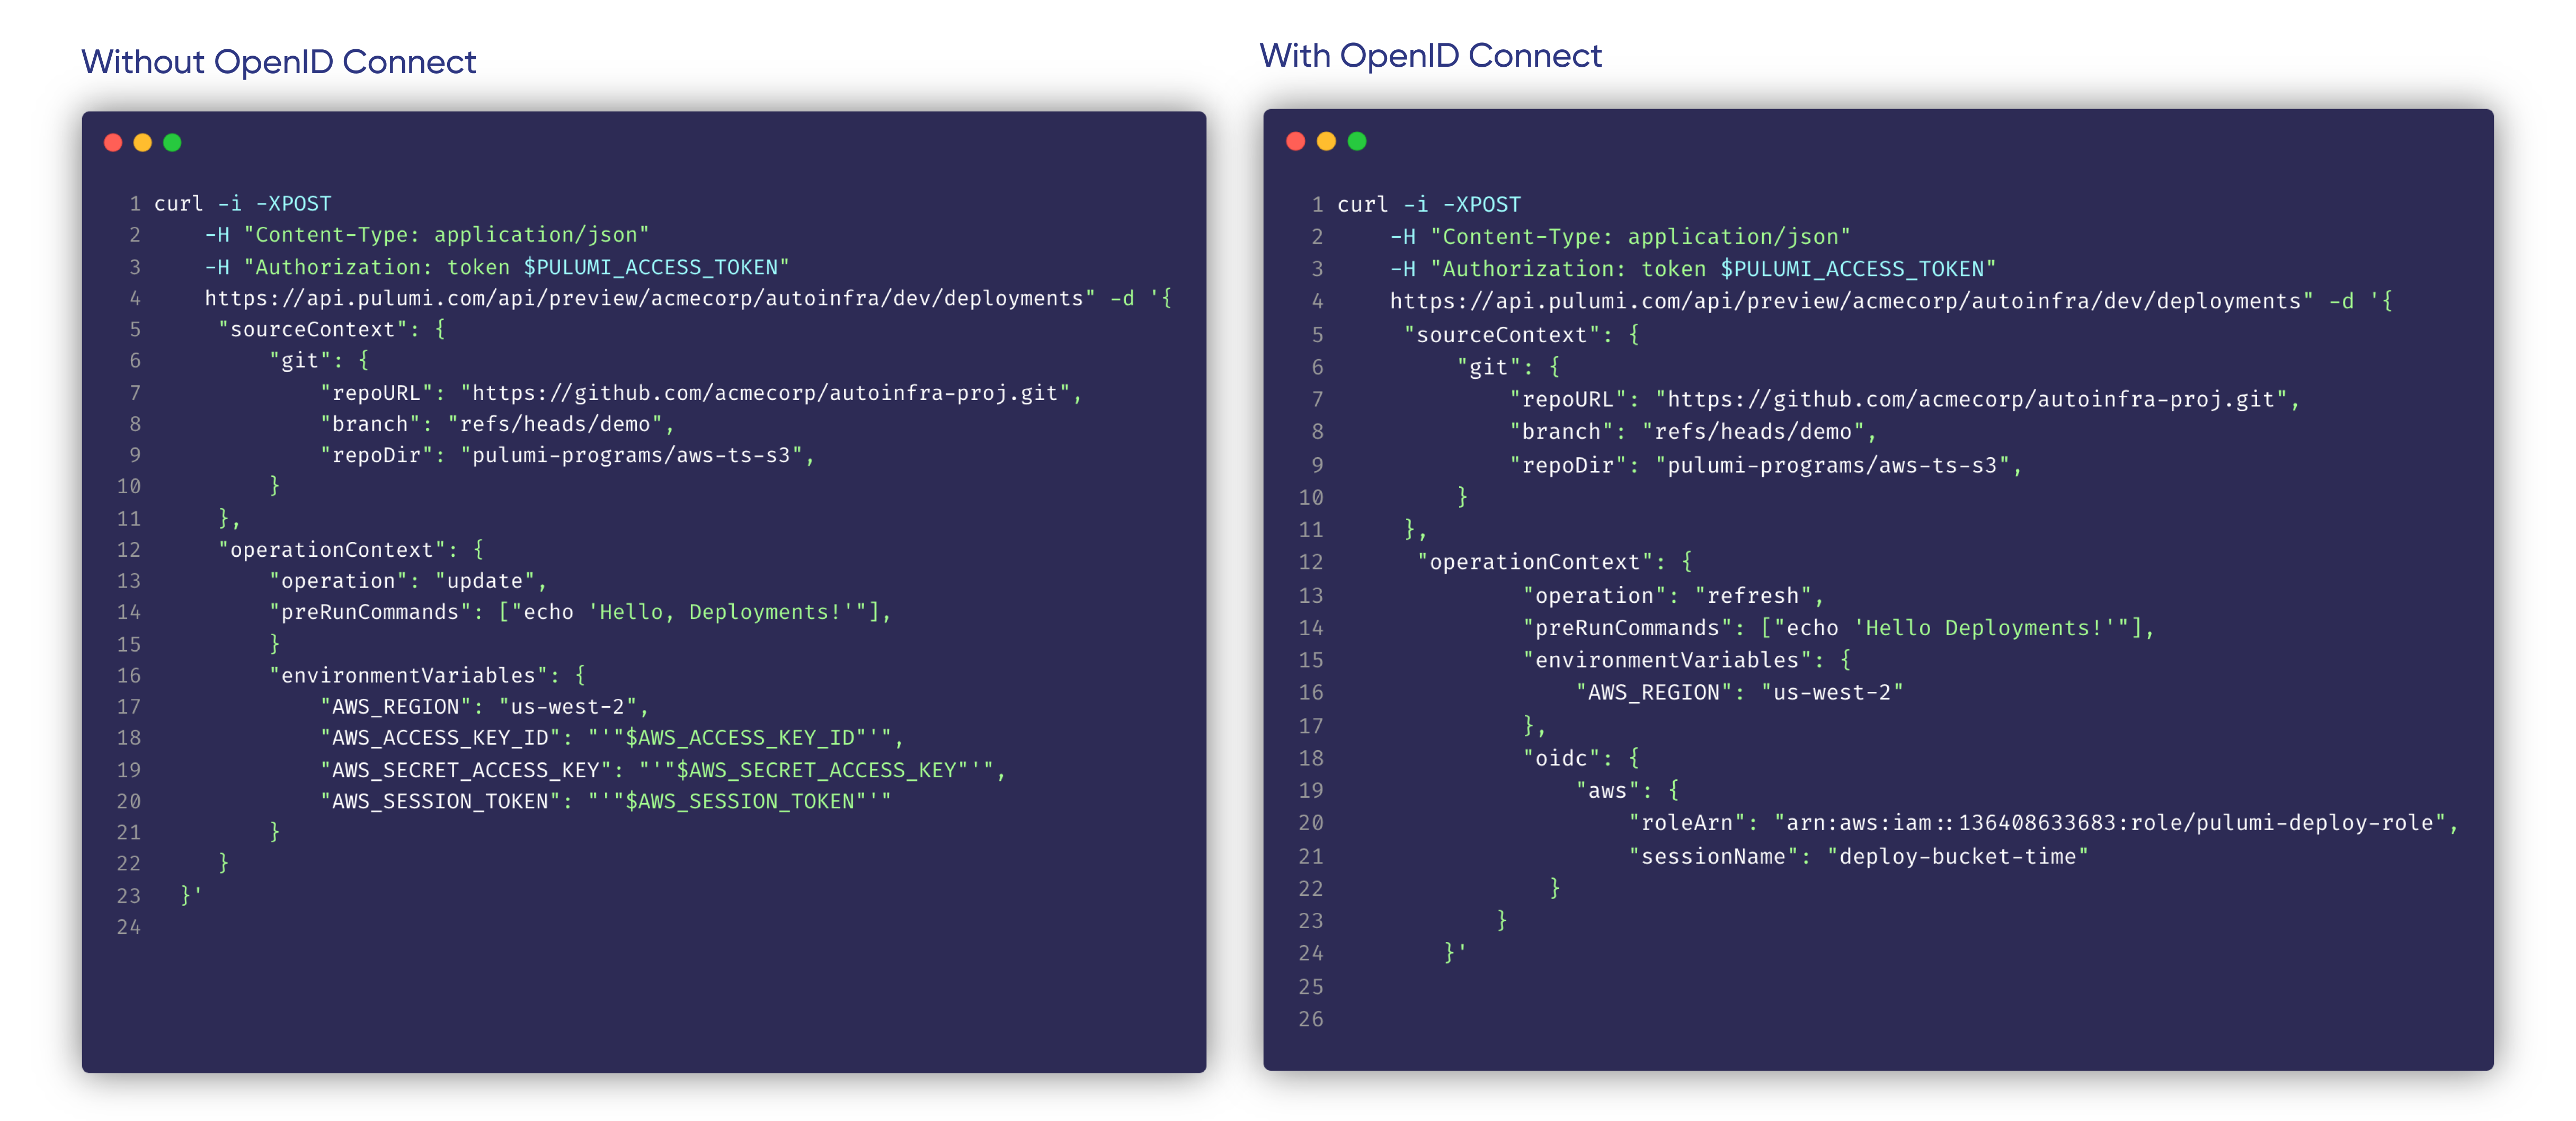 Without OpenID Connect
1 curl -i -XPOST
2     -H "Content-Type: application/json"
3     -H "Authorization: token $PULUMI_ACCESS_TOKEN"
4     https://api.pulumi.com/api/preview/acmecorp/autoinfra/dev/deployments" -d '{
5      "sourceContext": {
6          "git": {
7              "repoURL": "https://github.com/acmecorp/autoinfra-proj.git",
8              "branch": "refs/heads/demo",
9              "repoDir": "pulumi-programs/aws-ts-s3",
10          }
11      },
12      "operationContext": {
13          "operation": "update",
14          "preRunCommands": ["echo 'Hello, Deployments!'"],
15          }
16          "environmentVariables": {
17              "AWS_REGION": "us-west-2",
18              "AWS_ACCESS_KEY_ID": "'"$AWS_ACCESS_KEY_ID"'",
19              "AWS_SECRET_ACCESS_KEY": "'"$AWS_SECRET_ACCESS_KEY"'",
20              "AWS_SESSION_TOKEN": "'"$AWS_SESSION_TOKEN"'"
21          }
22      }
23   }'
24
With OpenID Connect
1 curl -i -XPOST
2     -H "Content-Type: application/json"
3     -H "Authorization: token $PULUMI_ACCESS_TOKEN"
4     https://api.pulumi.com/api/preview/acmecorp/autoinfra/dev/deployments" -d '{
5      "sourceContext": {
6          "git": {
7              "repoURL": "https://github.com/acmecorp/autoinfra-proj.git",
8              "branch": "refs/heads/demo",
9              "repoDir": "pulumi-programs/aws-ts-s3",
10          }
11      },
12       "operationContext": {
13               "operation": "refresh",
14               "preRunCommands": ["echo 'Hello Deployments!'"],
15               "environmentVariables": {
16                   "AWS_REGION": "us-west-2"
17               },
18               "oidc": {
19                   "aws": {
20                       "roleArn": "arn:aws:iam::136408633683:role/pulumi-deploy-role",
21                       "sessionName": "deploy-bucket-time"
22                 }
23             }
24         }'
25
26